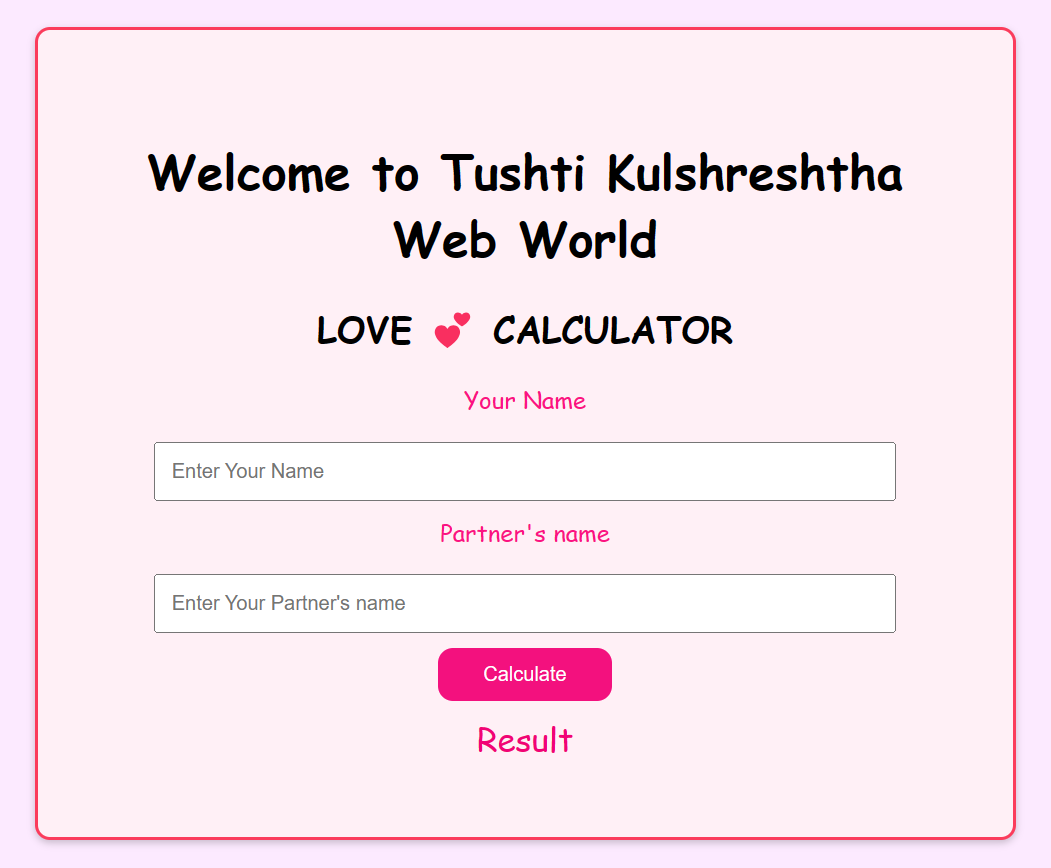 Welcome to Tushti Kulshreshtha
Web World
LOVE 💕 CALCULATOR
Your Name
Enter Your Name
Partner's name
Enter Your Partner's name
Calculate
Result